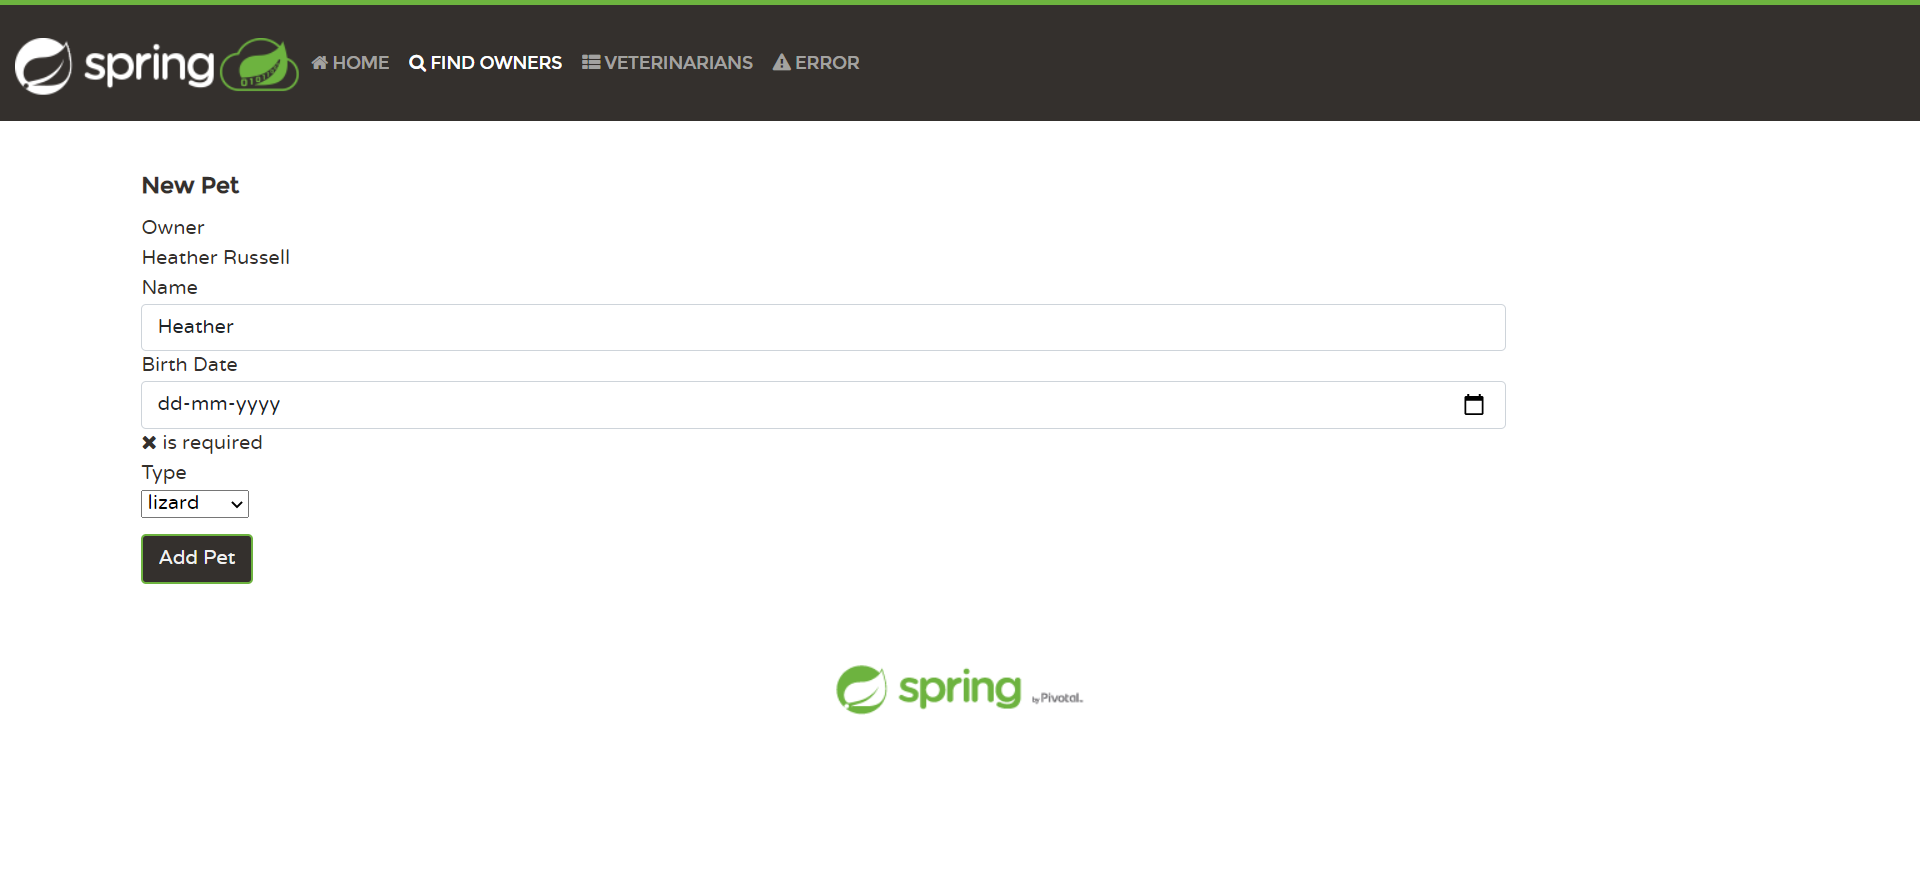 spring
HOME
FIND OWNERS
VETERINARIANS
ERROR
New Pet
Owner
Heather Russell
Name
Heather
Birth Date
dd-mm-yyyy
is required
Type
lizard
Add Pet
spring by Pivotal.